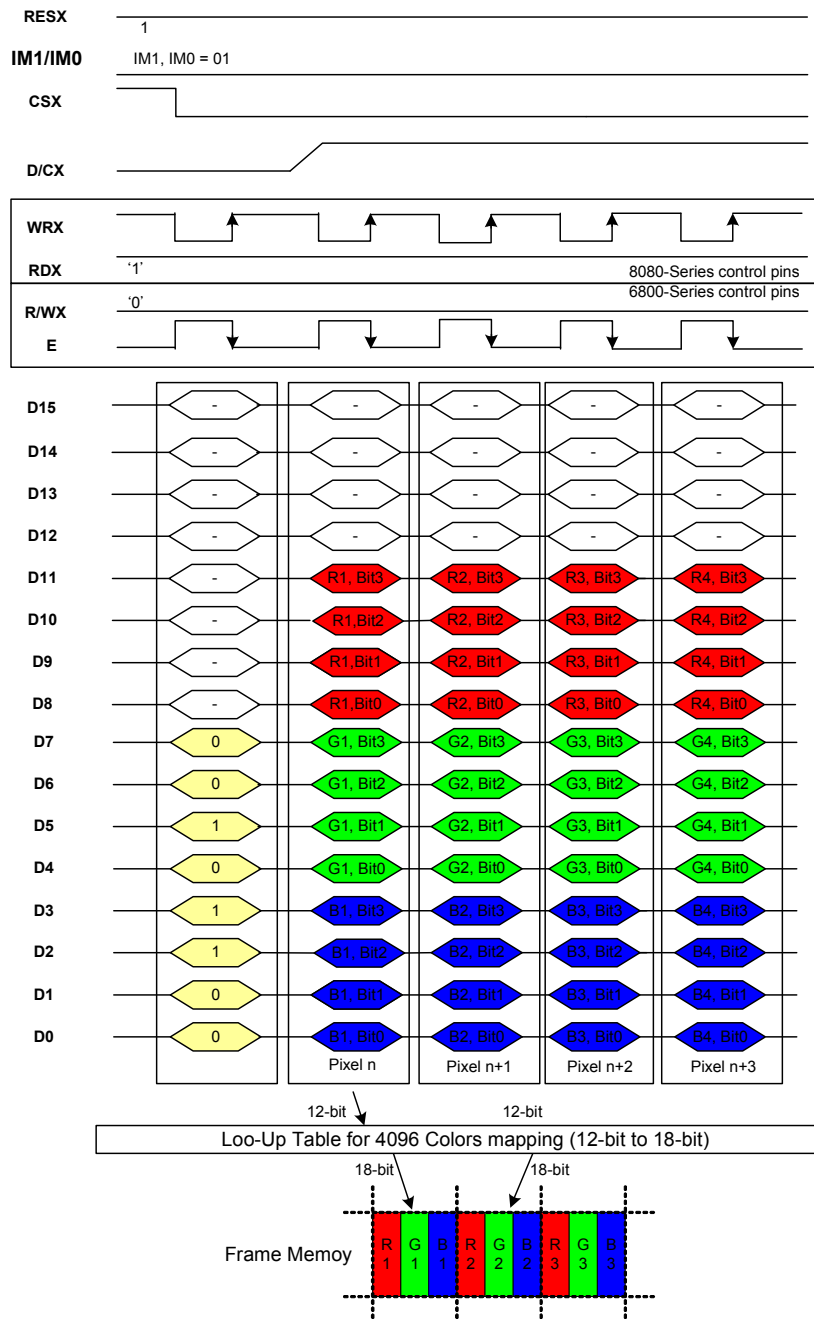 RESX
1
IM1/IM0 IM1, IM0 = 01
CSX
D/CX
WRX
RDX '1' 8080-Series control pins
6800-Series control pins
R/WX '0'
E
D15 - - - - -
D14 - - - - -
D13 - - - - -
D12 - - - - -
D11 - R1, Bit3 R2, Bit3 R3, Bit3 R4, Bit3
D10 - R1,Bit2 R2, Bit2 R3, Bit2 R4, Bit2
D9 - R1,Bit1 R2, Bit1 R3, Bit1 R4, Bit1
D8 - R1,Bit0 R2, Bit0 R3, Bit0 R4, Bit0
D7 0 G1, Bit3 G2, Bit3 G3, Bit3 G4, Bit3
D6 0 G1, Bit2 G2, Bit2 G3, Bit2 G4, Bit2
D5 1 G1, Bit1 G2, Bit1 G3, Bit1 G4, Bit1
D4 0 G1, Bit0 G2, Bit0 G3, Bit0 G4, Bit0
D3 1 B1, Bit3 B2, Bit3 B3, Bit3 B4, Bit3
D2 1 B1, Bit2 B2, Bit2 B3, Bit2 B4, Bit2
D1 0 B1, Bit1 B2, Bit1 B3, Bit1 B4, Bit1
D0 0 B1, Bit0 B2, Bit0 B3, Bit0 B4, Bit0
Pixel n Pixel n+1 Pixel n+2 Pixel n+3
12-bit 12-bit
Loo-Up Table for 4096 Colors mapping (12-bit to 18-bit)
18-bit 18-bit
Frame Memoy R1 G1 B1 R2 G2 B2 R3 G3 B3